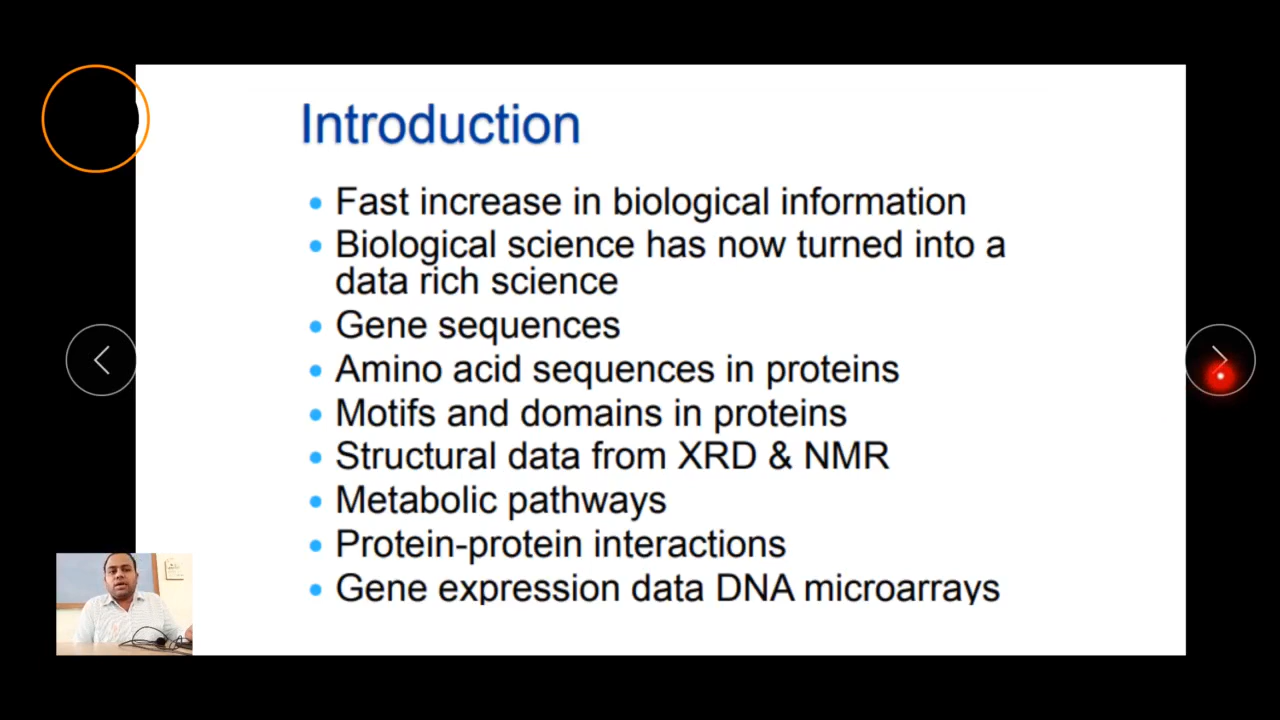 Introduction
• Fast increase in biological information
• Biological science has now turned into a
data rich science
• Gene sequences
• Amino acid sequences in proteins
• Motifs and domains in proteins
• Structural data from XRD & NMR
• Metabolic pathways
• Protein-protein interactions
• Gene expression data DNA microarrays